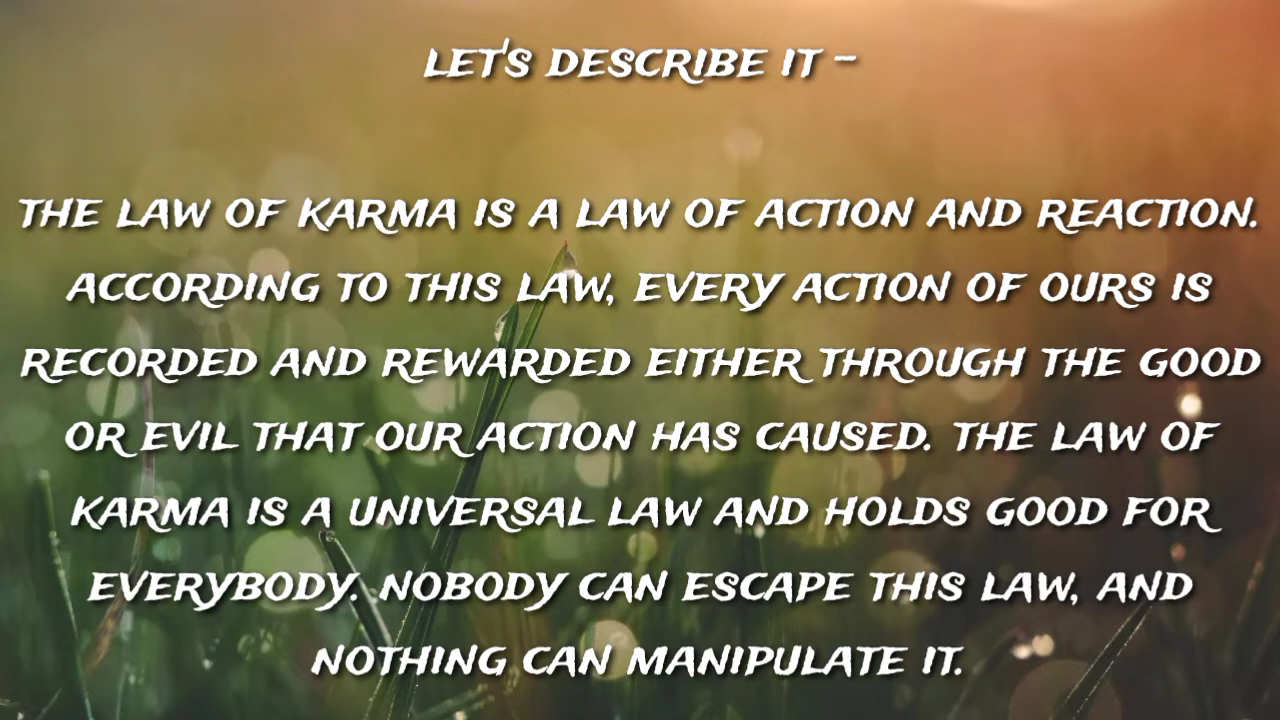 LET'S DESCRIBE IT -
THE LAW OF KARMA IS A LAW OF ACTION AND REACTION.
ACCORDING TO THIS LAW, EVERY ACTION OF OURS IS
RECORDED AND REWARDED EITHER THROUGH THE GOOD
OR EVIL THAT OUR ACTION HAS CAUSED. THE LAW OF
KARMA IS A UNIVERSAL LAW AND HOLDS GOOD FOR
EVERYBODY. NOBODY CAN ESCAPE THIS LAW, AND
NOTHING CAN MANIPULATE IT.